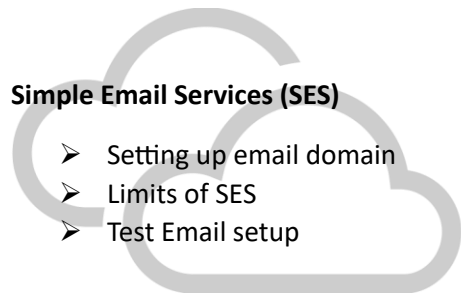 Simple Email Services (SES)
➢ Setting up email domain
➢ Limits of SES
➢ Test Email setup